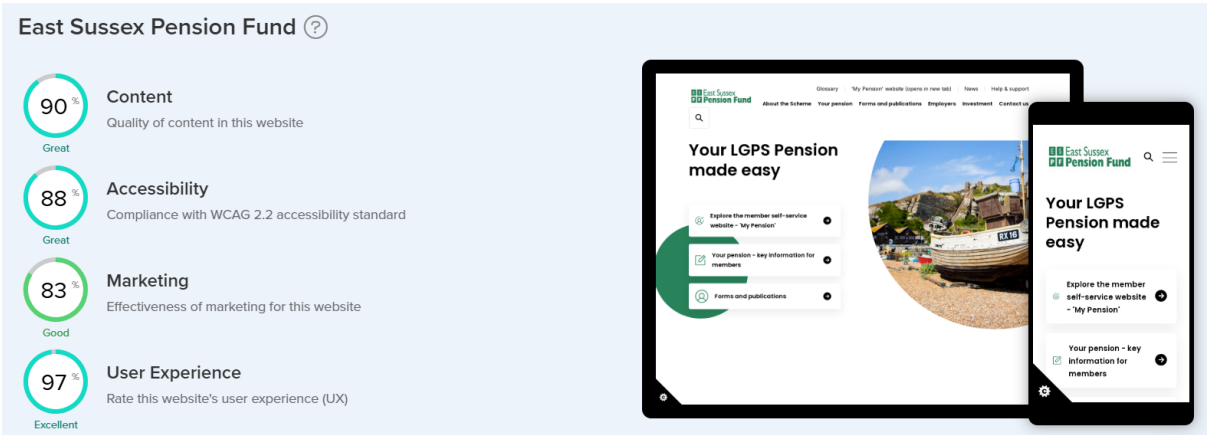 East Sussex Pension Fund ?
90 %
Great
Content
Quality of content in this website
88 %
Great
Accessibility
Compliance with WCAG 2.2 accessibility standard
83 %
Good
Marketing
Effectiveness of marketing for this website
97 %
Excellent
User Experience
Rate this website's user experience (UX)
Glossary
'My Pension' website (opens in new tab)
News
Help & support
East Sussex
Pension Fund
About the Scheme Your pension Forms and publications Employers Investment Contact us
Your LGPS Pension
made easy
Explore the member self-service
website - 'My Pension'
Your pension - key information for
members
Forms and publications
RX 16
East Sussex
Pension Fund
Your LGPS
Pension made
easy
Explore the member
self-service website
- 'My Pension'
Your pension - key
information for
members